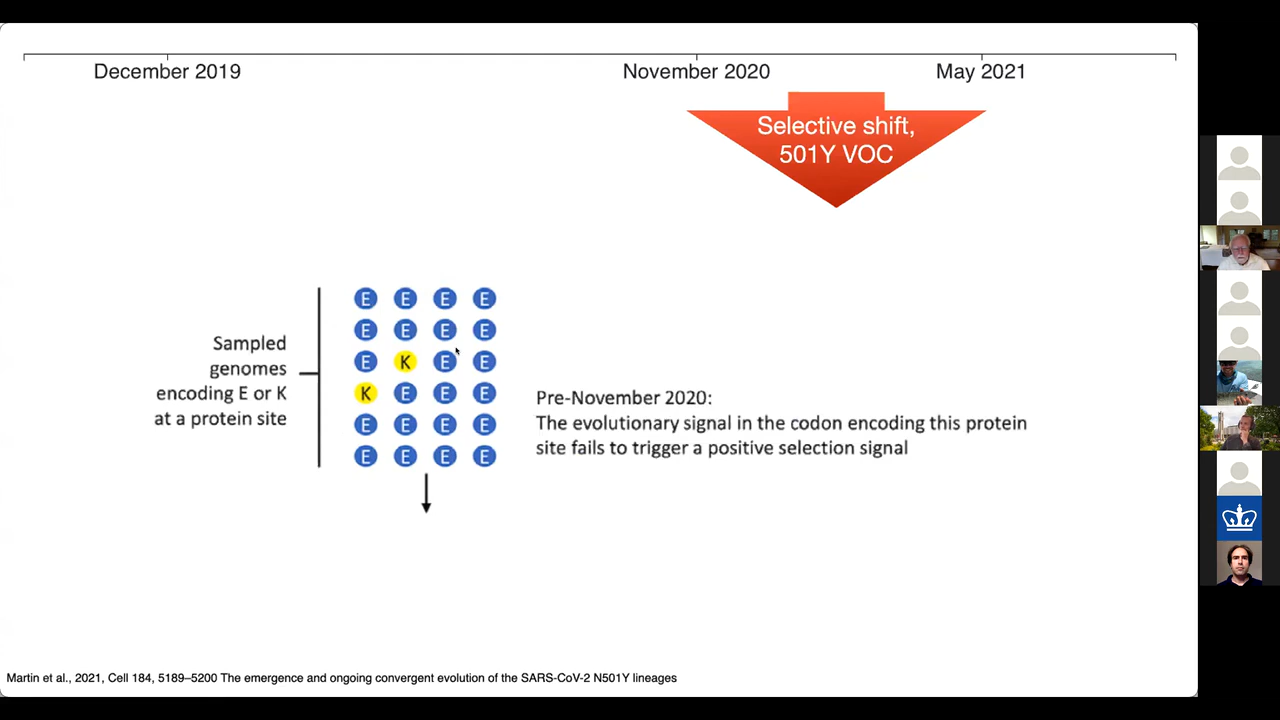 December 2019 November 2020 May 2021
Selective shift,
501Y VOC
Sampled
genomes
encoding E or K
at a protein site
E E E E
E E E E
E K E E
K E E E
E E E E
E E E E
Pre-November 2020:
The evolutionary signal in the codon encoding this protein
site fails to trigger a positive selection signal
Martin et al., 2021, Cell 184, 5189–5200 The emergence and ongoing convergent evolution of the SARS-CoV-2 N501Y lineages